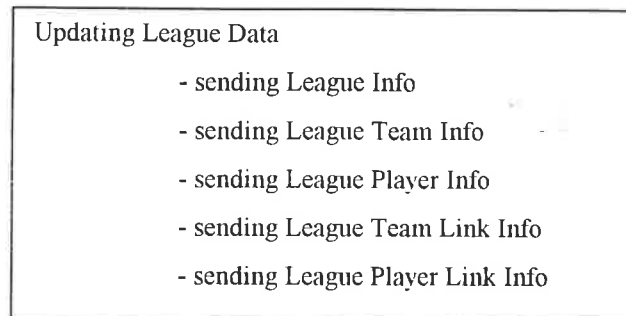 Updating League Data
- sending League Info
- sending League Team Info
- sending League Player Info
- sending League Team Link Info
- sending League Player Link Info